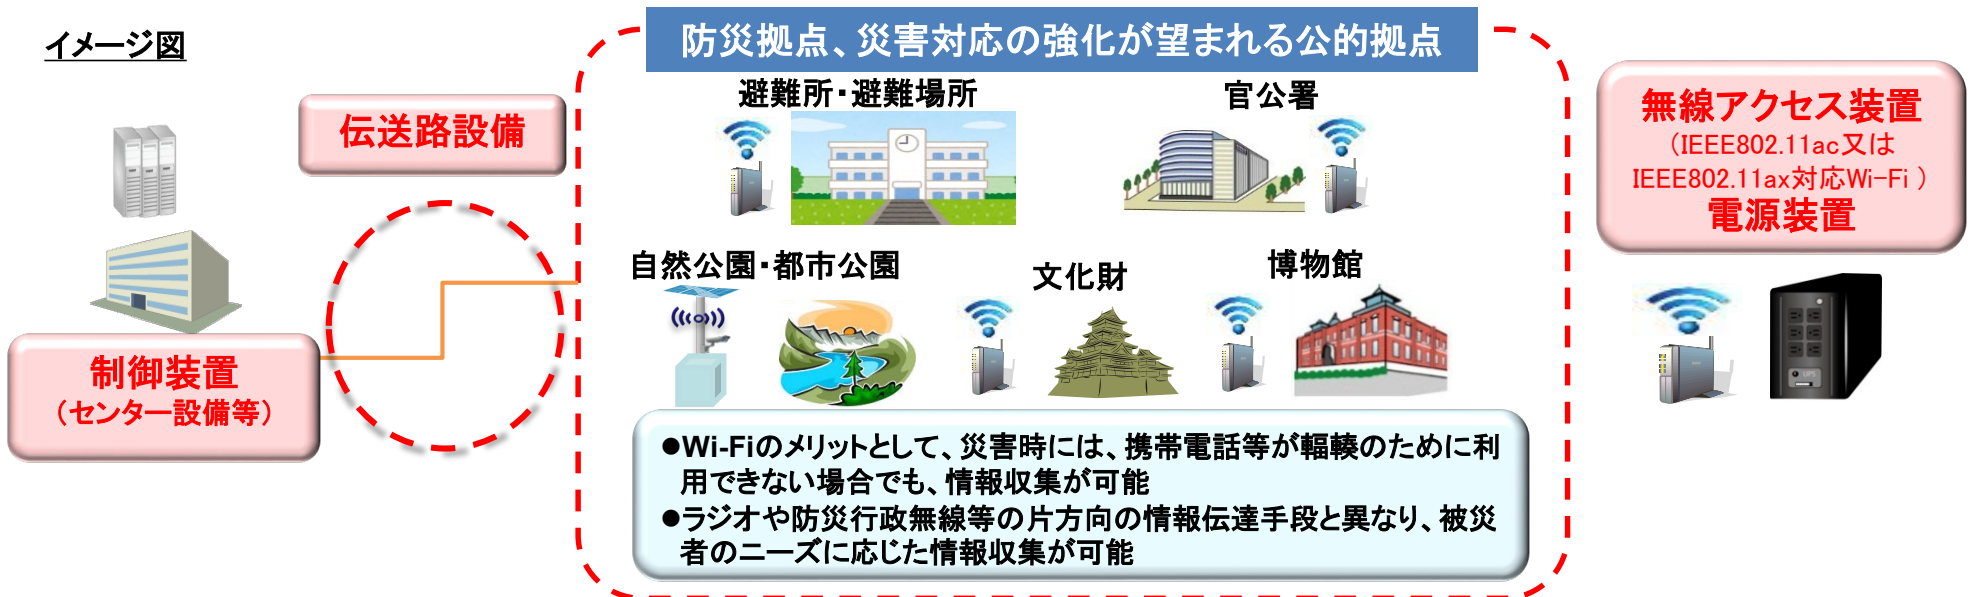 イメージ図
防災拠点、災害対応の強化が望まれる公的拠点
伝送路設備
避難所・避難場所
官公署
無線アクセス装置
（IEEE802.11ac又は
IEEE802.11ax対応Wi-Fi ）
電源装置
自然公園・都市公園
文化財
博物館
制御装置
（センター設備等）
●Wi-Fiのメリットとして、災害時には、携帯電話等が輻輳のために利
用できない場合でも、情報収集が可能
●ラジオや防災行政無線等の片方向の情報伝達手段と異なり、被災
者のニーズに応じた情報収集が可能
UPS